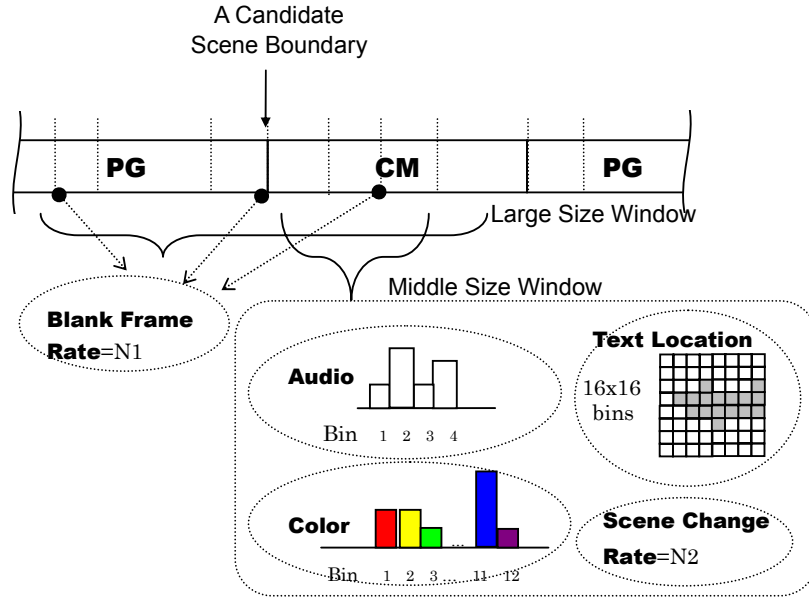 A Candidate
Scene Boundary
PG
CM
PG
Large Size Window
Middle Size Window
Blank Frame
Rate=N1
Audio
Bin 1 2 3 4
Text Location
16x16
bins
Color
...
Bin 1 2 3 ... 11 12
Scene Change
Rate=N2